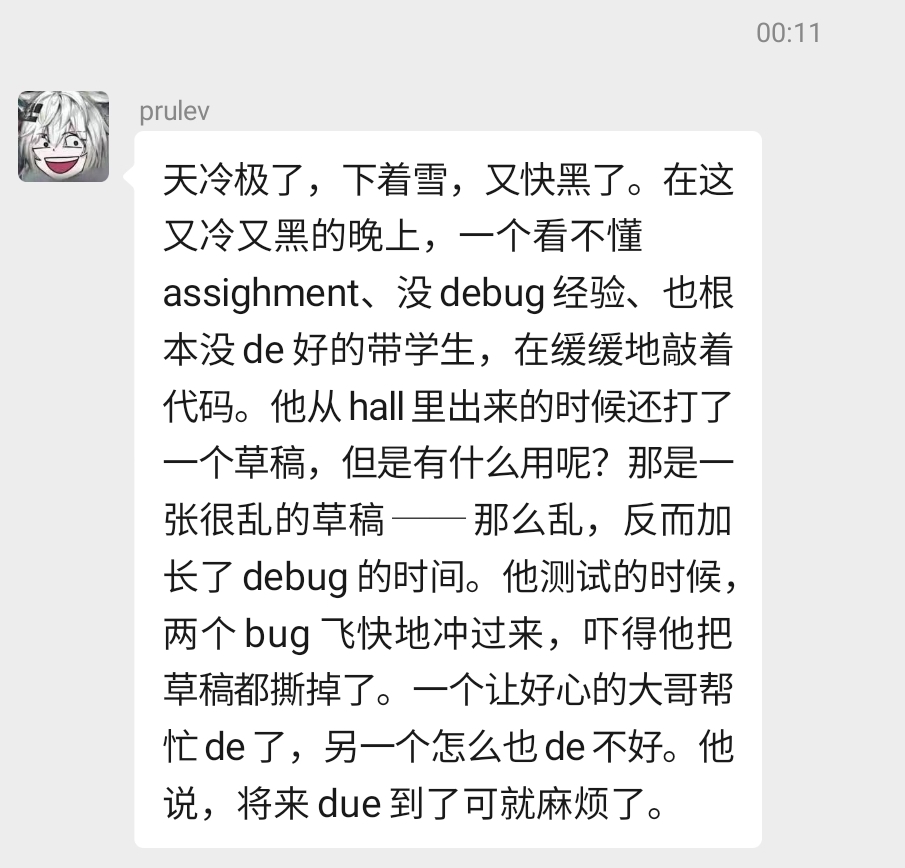 00:11
prulev
天冷极了，下着雪，又快黑了。在这
又冷又黑的晚上，一个看不懂
assighment、没 debug 经验、也根
本没 de 好的带学生，在缓缓地敲着
代码。他从 hall 里出来的时候还打了
一个草稿，但是有什么用呢？那是一
张很乱的草稿——那么乱，反而加
长了 debug 的时间。他测试的时候，
两个 bug 飞快地冲过来，吓得他把
草稿都撕掉了。一个让好心的大哥帮
忙 de 了，另一个怎么也 de 不好。他
说，将来 due 到了可就麻烦了。